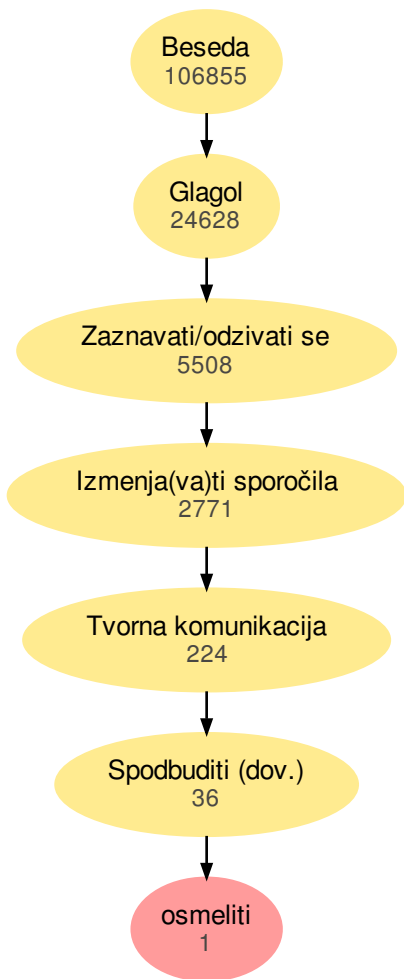 Beseda
106855
Glagol
24628
Zaznavati/odzivati se
5508
Izmenja(va)ti sporočila
2771
Tvorna komunikacija
224
Spodbuditi (dov.)
36
osmeliti
1